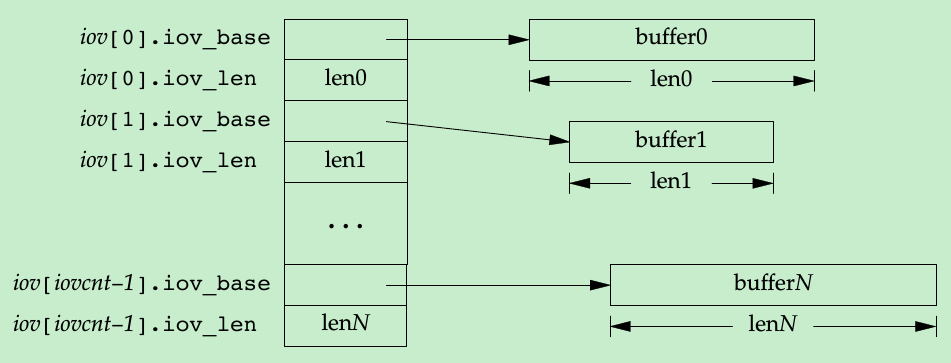 iov[0].iov_base buffer0
iov[0].iov_len len0 len0
iov[1].iov_base buffer1
iov[1].iov_len len1 len1
...
iov[iovcnt–1].iov_base bufferN
iov[iovcnt–1].iov_len lenN lenN